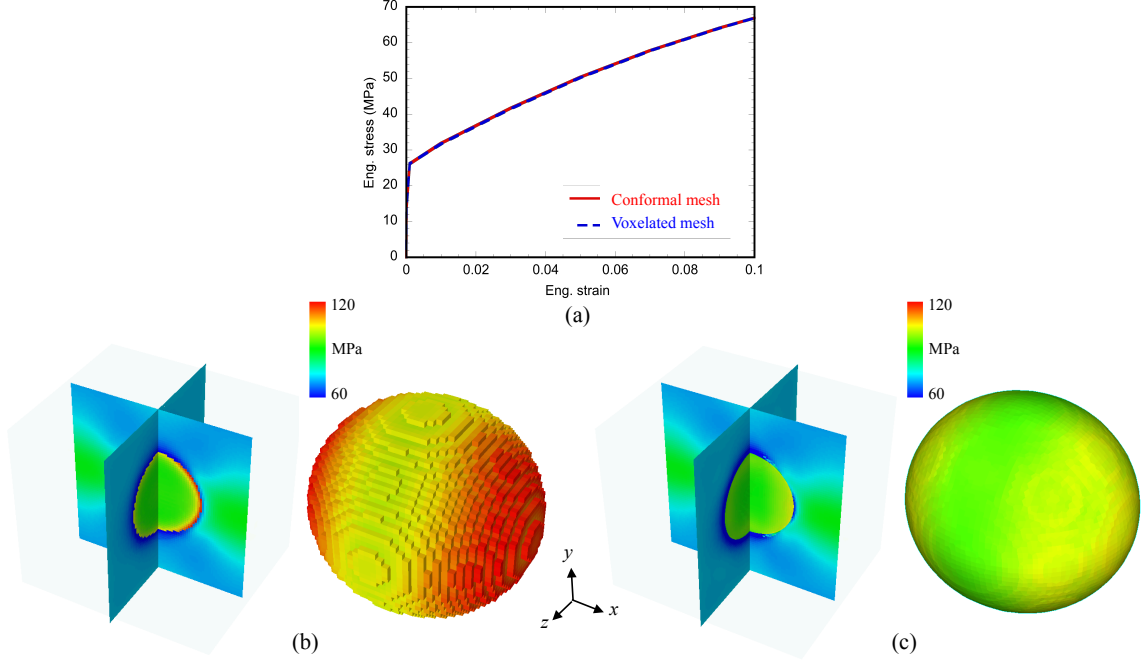 70
60
50
40
30
20
10
0
Eng. stress (MPa)
Conformal mesh
Voxelated mesh
0 0.02 0.04 0.06 0.08 0.1
Eng. strain
(a)
120
MPa
60
120
MPa
60
y
x
z
(b)
(c)